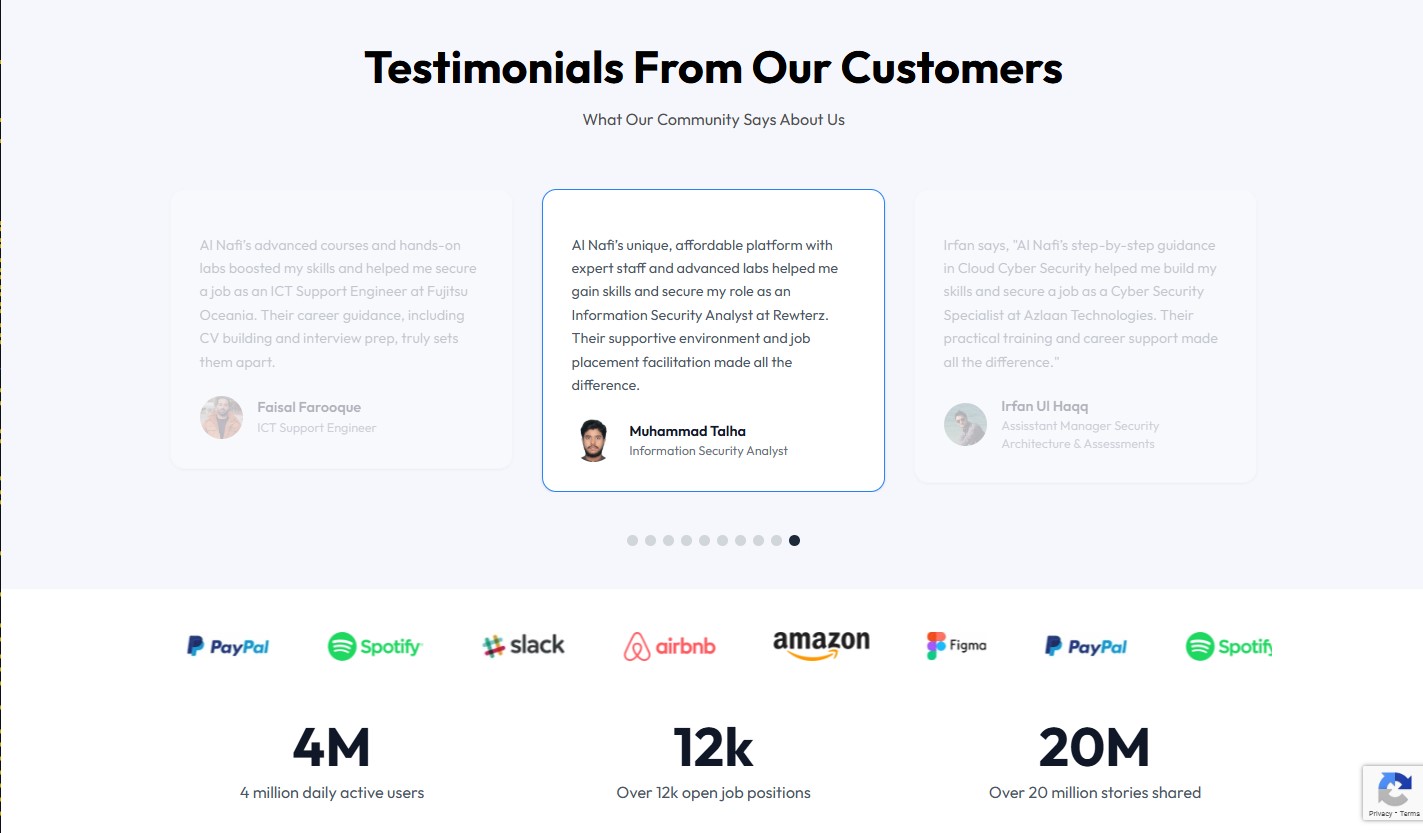 Testimonials From Our Customers
What Our Community Says About Us
Al Nafi's advanced courses and hands-on
labs boosted my skills and helped me secure
a job as an ICT Support Engineer at Fujitsu
Oceania. Their career guidance, including
CV building and interview prep, truly sets
them apart.
Faisal Farooque
ICT Support Engineer
Al Nafi's unique, affordable platform with
expert staff and advanced labs helped me
gain skills and secure my role as an
Information Security Analyst at Rewterz.
Their supportive environment and job
placement facilitation made all the
difference.
Muhammad Talha
Information Security Analyst
Irfan says, "Al Nafi's step-by-step guidance
in Cloud Cyber Security helped me build my
skills and secure a job as a Cyber Security
Specialist at Azlaan Technologies. Their
practical training and career support made
all the difference."
Irfan Ul Haqq
Assisstant Manager Security
Architecture & Assessments
PayPal Spotify slack airbnb amazon Figma PayPal Spotify
4M
4 million daily active users
12k
Over 12k open job positions
20M
Over 20 million stories shared
Privacy - Terms